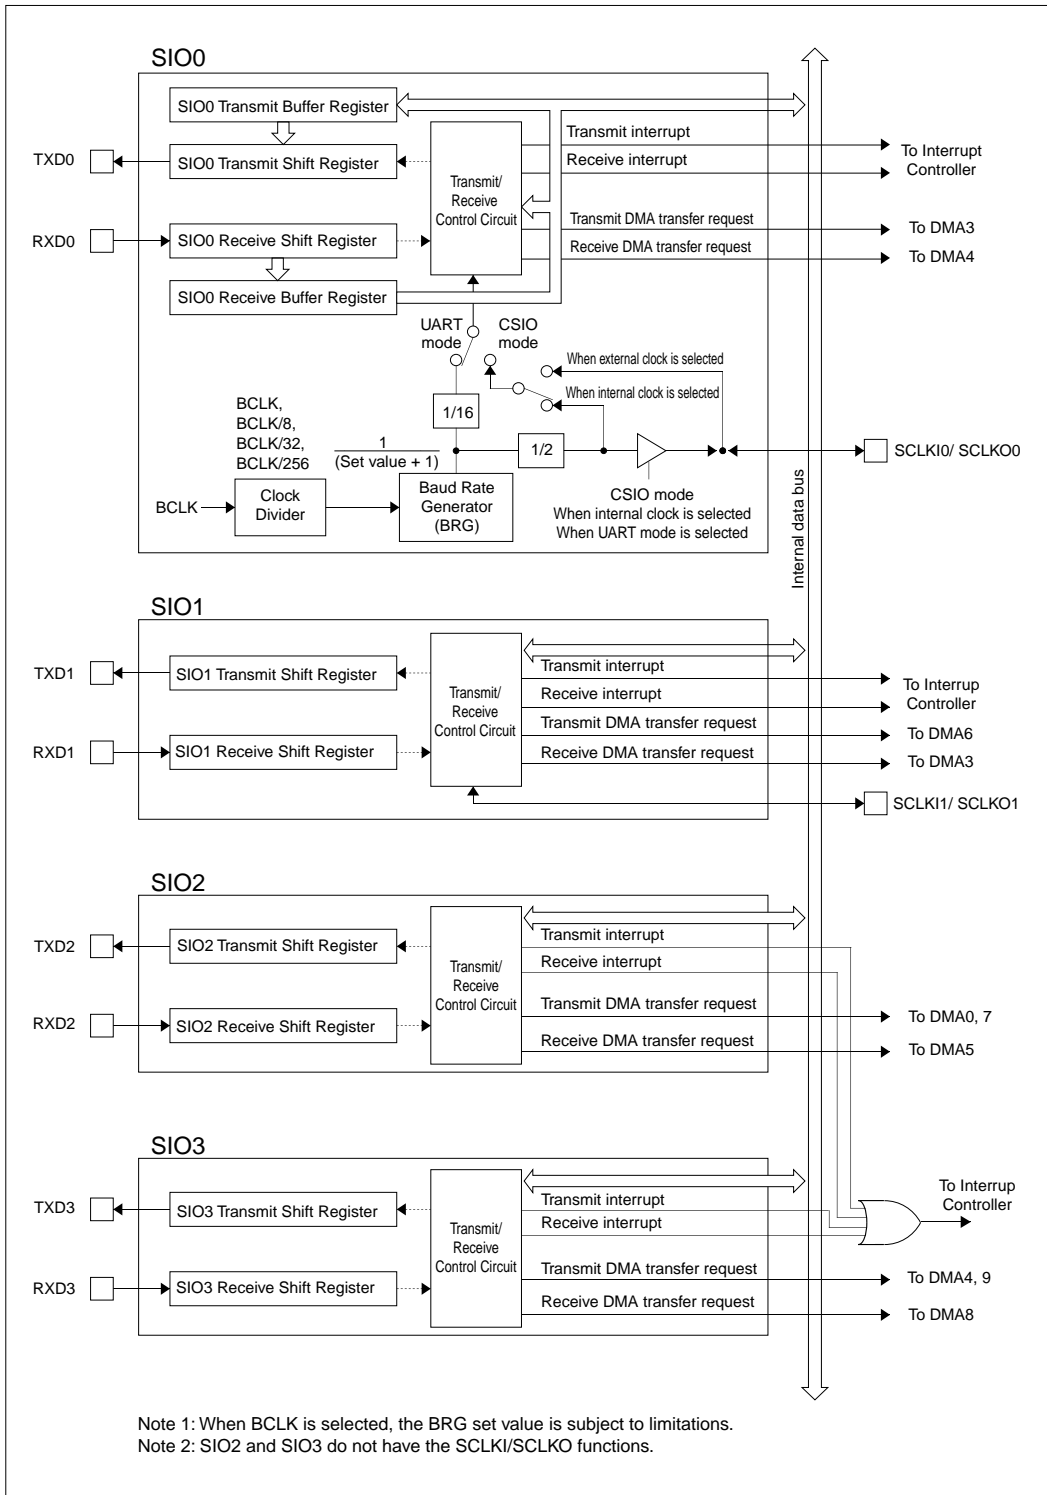 SIO0
SIO0 Transmit Buffer Register
TXD0
SIO0 Transmit Shift Register
RXD0
SIO0 Receive Shift Register
SIO0 Receive Buffer Register
Transmit/
Receive
Control Circuit
Transmit interrupt
Receive interrupt
To Interrupt
Controller
Transmit DMA transfer request
To DMA3
Receive DMA transfer request
To DMA4
UART
mode
CSIO
mode
When external clock is selected
When internal clock is selected
BCLK,
BCLK/8,
BCLK/32,
BCLK/256
1
(Set value + 1)
1/16
1/2
SCLKI0/ SCLKO0
BCLK
Clock
Divider
Baud Rate
Generator
(BRG)
CSIO mode
When internal clock is selected
When UART mode is selected
Internal data bus
SIO1
TXD1
SIO1 Transmit Shift Register
RXD1
SIO1 Receive Shift Register
Transmit/
Receive
Control Circuit
Transmit interrupt
Receive interrupt
To Interrup
Controller
Transmit DMA transfer request
To DMA6
Receive DMA transfer request
To DMA3
SCLKI1/ SCLKO1
SIO2
TXD2
SIO2 Transmit Shift Register
RXD2
SIO2 Receive Shift Register
Transmit/
Receive
Control Circuit
Transmit interrupt
Receive interrupt
Transmit DMA transfer request
To DMA0, 7
Receive DMA transfer request
To DMA5
SIO3
TXD3
SIO3 Transmit Shift Register
RXD3
SIO3 Receive Shift Register
Transmit/
Receive
Control Circuit
Transmit interrupt
Receive interrupt
To Interrup
Controller
Transmit DMA transfer request
To DMA4, 9
Receive DMA transfer request
To DMA8
Note 1: When BCLK is selected, the BRG set value is subject to limitations.
Note 2: SIO2 and SIO3 do not have the SCLKI/SCLKO functions.